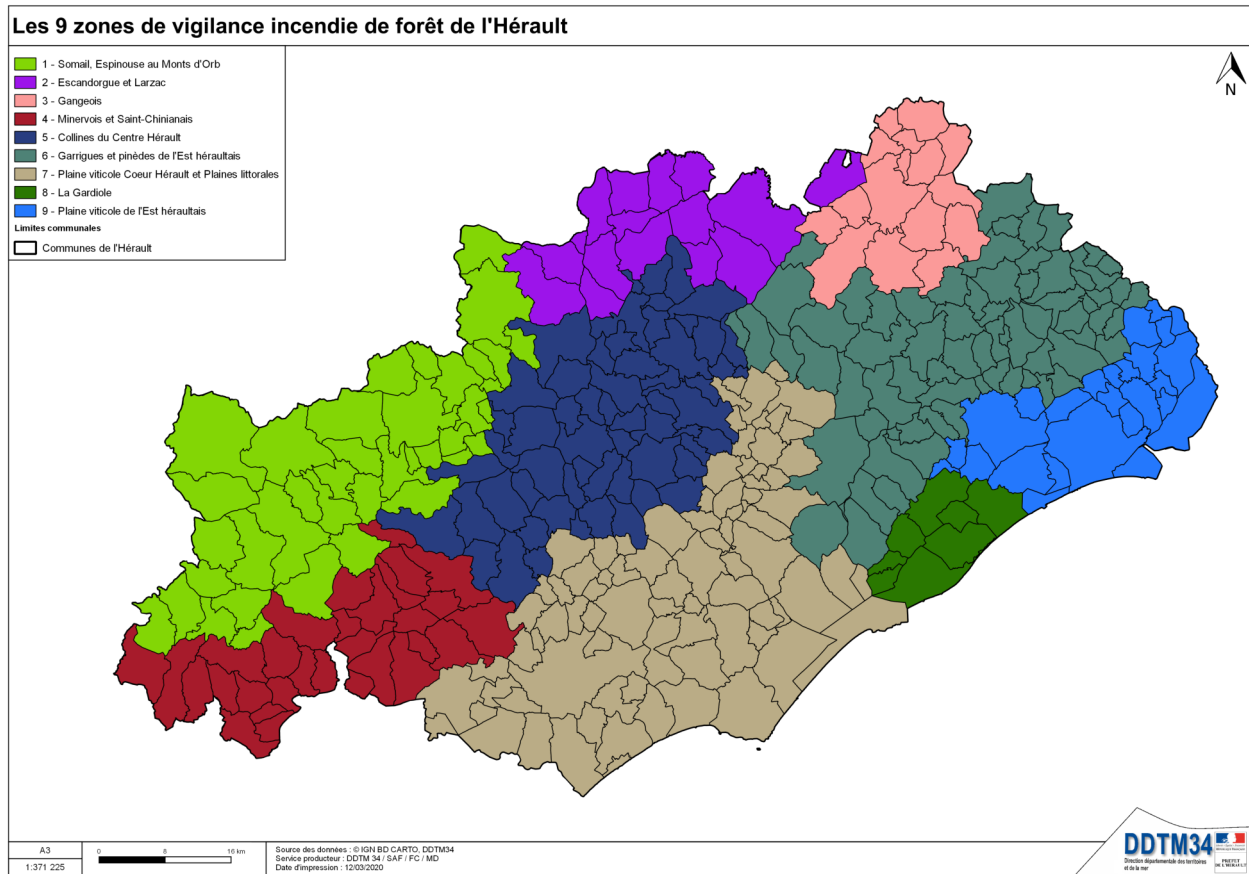 Les 9 zones de vigilance incendie de forêt de l'Hérault
1 - Somail, Espinouse au Monts d'Orb
2 - Escandorgue et Larzac
3 - Gangeois
4 - Minervois et Saint-Chinianais
5 - Collines du Centre Hérault
6 - Garrigues et pinèdes de l'Est héraultais
7 - Plaine viticole Coeur Hérault et Plaines littorales
8 - La Gardiole
9 - Plaine viticole de l'Est héraultais
Limites communales
Communes de l'Hérault
N
A3
1:371 225
0 8 16 km
Source des données : © IGN BD CARTO, DDTM34
Service producteur : DDTM 34 / SAF / FC / MD
Date d'impression : 12/03/2020
DDTM34
Direction départementale des territoires
et de la mer
PREFET
DE L'HERAULT